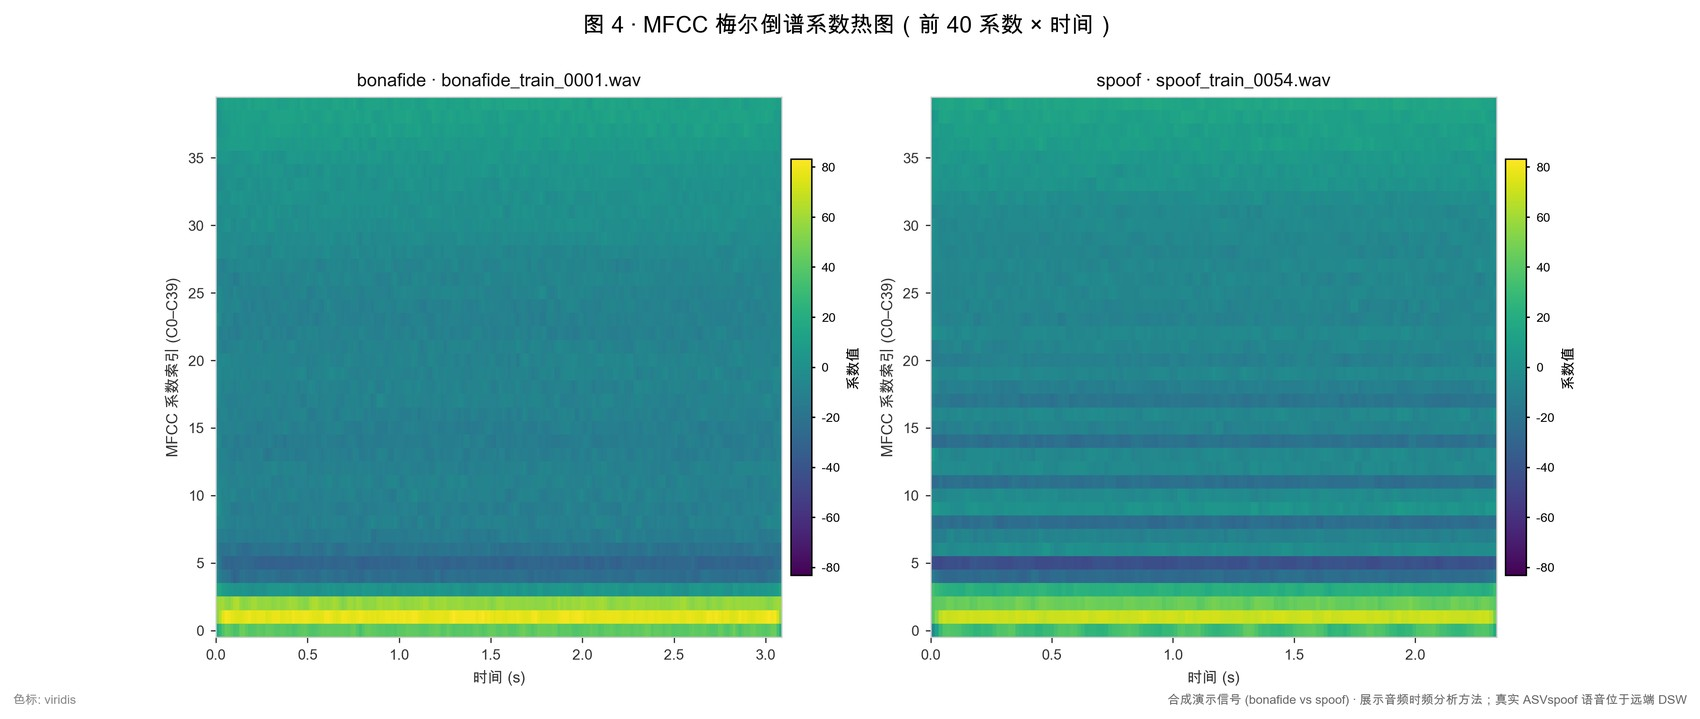 图 4 · MFCC 梅尔倒谱系数热图（前 40 系数 × 时间）
bonafide · bonafide_train_0001.wav
MFCC 系数索引 (C0–C39)
35
30
25
20
15
10
5
0
0.0 0.5 1.0 1.5 2.0 2.5 3.0
时间 (s)
80
60
40
20
0
-20
-40
-60
-80
系数值
spoof · spoof_train_0054.wav
MFCC 系数索引 (C0–C39)
35
30
25
20
15
10
5
0
0.0 0.5 1.0 1.5 2.0
时间 (s)
80
60
40
20
0
-20
-40
-60
-80
系数值
色标: viridis
合成演示信号 (bonafide vs spoof) · 展示音频时频分析方法；真实 ASVspoof 语音位于远端 DSW